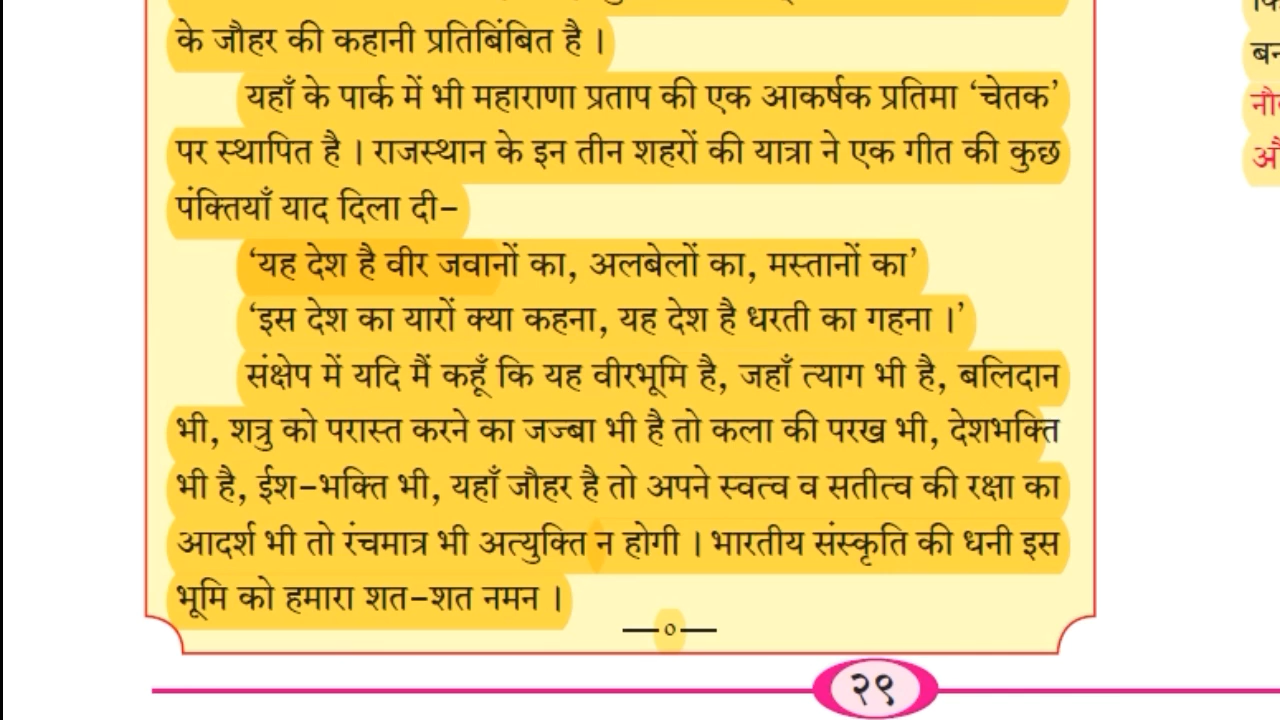 के जौहर की कहानी प्रतिबिंबित है ।
यहाँ के पार्क में भी महाराणा प्रताप की एक आकर्षक प्रतिमा ‘चेतक’
पर स्थापित है । राजस्थान के इन तीन शहरों की यात्रा ने एक गीत की कुछ
पंक्तियाँ याद दिला दी–
‘यह देश है वीर जवानों का, अलबेलों का, मस्तानों का’
‘इस देश का यारों क्या कहना, यह देश है धरती का गहना ।’
संक्षेप में यदि मैं कहूँ कि यह वीरभूमि है, जहाँ त्याग भी है, बलिदान
भी, शत्रु को परास्त करने का जज्बा भी है तो कला की परख भी, देशभक्ति
भी है, ईश–भक्ति भी, यहाँ जौहर है तो अपने स्वत्व व सतीत्व की रक्षा का
आदर्श भी तो रंचमात्र भी अत्युक्ति न होगी । भारतीय संस्कृति की धनी इस
भूमि को हमारा शत–शत नमन ।
—०—
२९